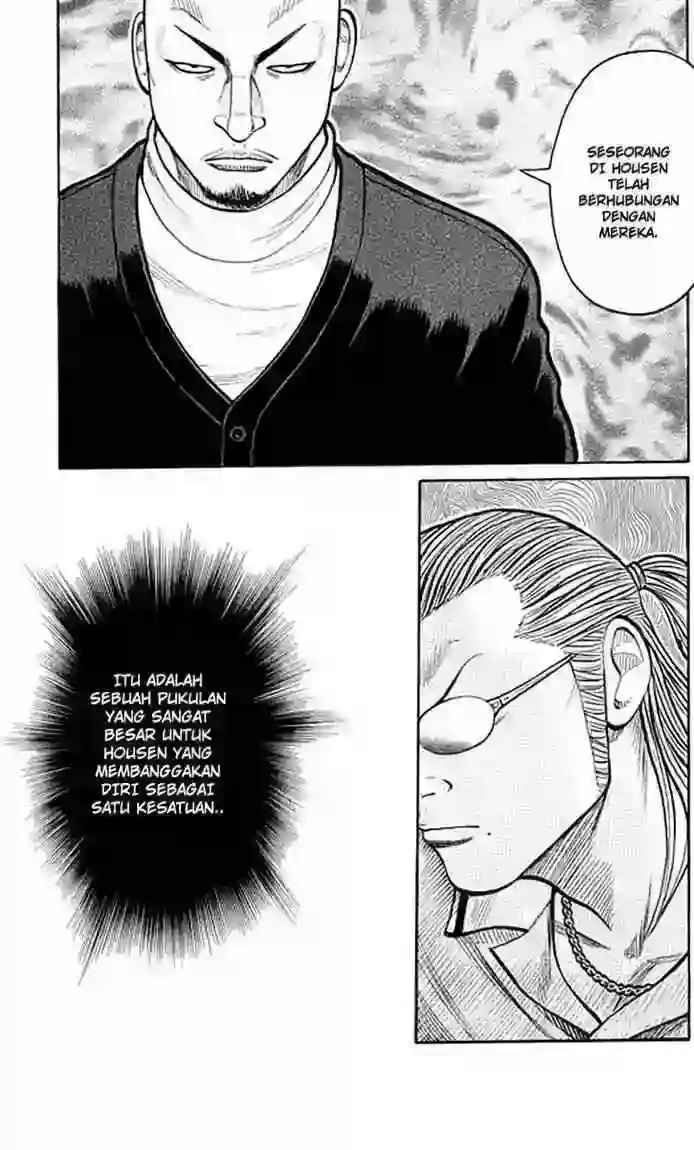 SESEORANG
DI HOUSEN
TELAH
BERHUBUNGAN
DENGAN
MEREKA.
ITU ADALAH
SEBUAH PUKULAN
YANG SANGAT
BESAR UNTUK
HOUSEN YANG
MEMBANGGAKAN
DIRI SEBAGAI
SATU KESATUAN..